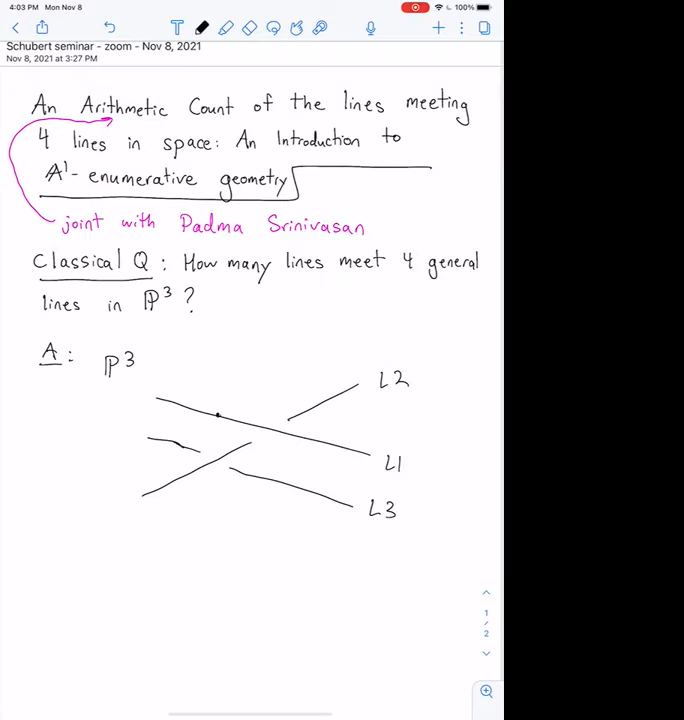 4:03 PM Mon Nov 8
100%
Schubert seminar - zoom - Nov 8, 2021
Nov 8, 2021 at 3:27 PM
An Arithmetic Count of the lines meeting
4 lines in space: An Introduction to
A¹- enumerative geometry
joint with Padma Srinivasan
Classical Q: How many lines meet 4 general
lines in ℙ³?
A: ℙ³
L2
L1
L3
1
/
2